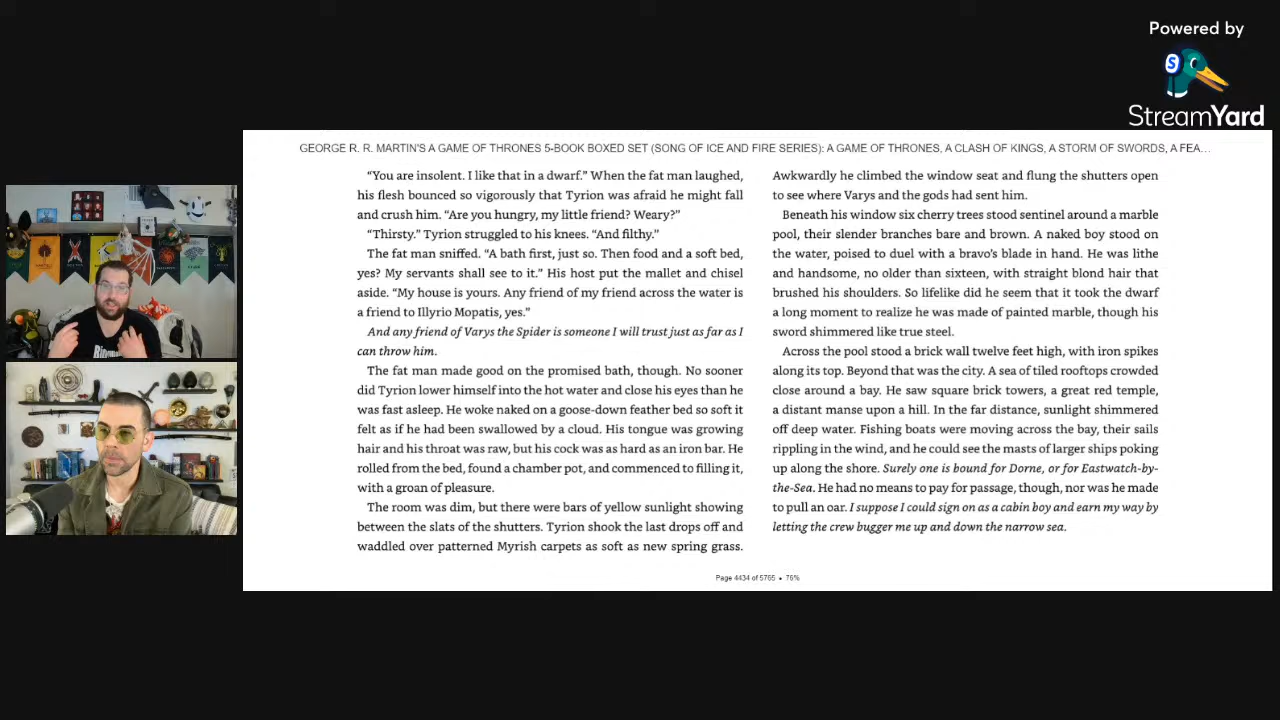 Powered by
S
StreamYard
GEORGE R. R. MARTIN'S A GAME OF THRONES 5-BOOK BOXED SET (SONG OF ICE AND FIRE SERIES): A GAME OF THRONES, A CLASH OF KINGS, A STORM OF SWORDS, A FEA…
“You are insolent. I like that in a dwarf.” When the fat man laughed,
his flesh bounced so vigorously that Tyrion was afraid he might fall
and crush him. “Are you hungry, my little friend? Weary?”
“Thirsty.” Tyrion struggled to his knees. “And filthy.”
The fat man sniffed. “A bath first, just so. Then food and a soft bed,
yes? My servants shall see to it.” His host put the mallet and chisel
aside. “My house is yours. Any friend of my friend across the water is
a friend to Illyrio Mopatis, yes.”
And any friend of Varys the Spider is someone I will trust just as far as I
can throw him.
The fat man made good on the promised bath, though. No sooner
did Tyrion lower himself into the hot water and close his eyes than he
was fast asleep. He woke naked on a goose-down feather bed so soft it
felt as if he had been swallowed by a cloud. His tongue was growing
hair and his throat was raw, but his cock was as hard as an iron bar. He
rolled from the bed, found a chamber pot, and commenced to filling it,
with a groan of pleasure.
The room was dim, but there were bars of yellow sunlight showing
between the slats of the shutters. Tyrion shook the last drops off and
waddled over patterned Myrish carpets as soft as new spring grass.
Awkwardly he climbed the window seat and flung the shutters open
to see where Varys and the gods had sent him.
Beneath his window six cherry trees stood sentinel around a marble
pool, their slender branches bare and brown. A naked boy stood on
the water, poised to duel with a bravo’s blade in hand. He was lithe
and handsome, no older than sixteen, with straight blond hair that
brushed his shoulders. So lifelike did he seem that it took the dwarf
a long moment to realize he was made of painted marble, though his
sword shimmered like true steel.
Across the pool stood a brick wall twelve feet high, with iron spikes
along its top. Beyond that was the city. A sea of tiled rooftops crowded
close around a bay. He saw square brick towers, a great red temple,
a distant manse upon a hill. In the far distance, sunlight shimmered
off deep water. Fishing boats were moving across the bay, their sails
rippling in the wind, and he could see the masts of larger ships poking
up along the shore. Surely one is bound for Dorne, or for Eastwatch-by-
the-Sea. He had no means to pay for passage, though, nor was he made
to pull an oar. I suppose I could sign on as a cabin boy and earn my way by
letting the crew bugger me up and down the narrow sea.
Page 4434 of 5765 • 76%